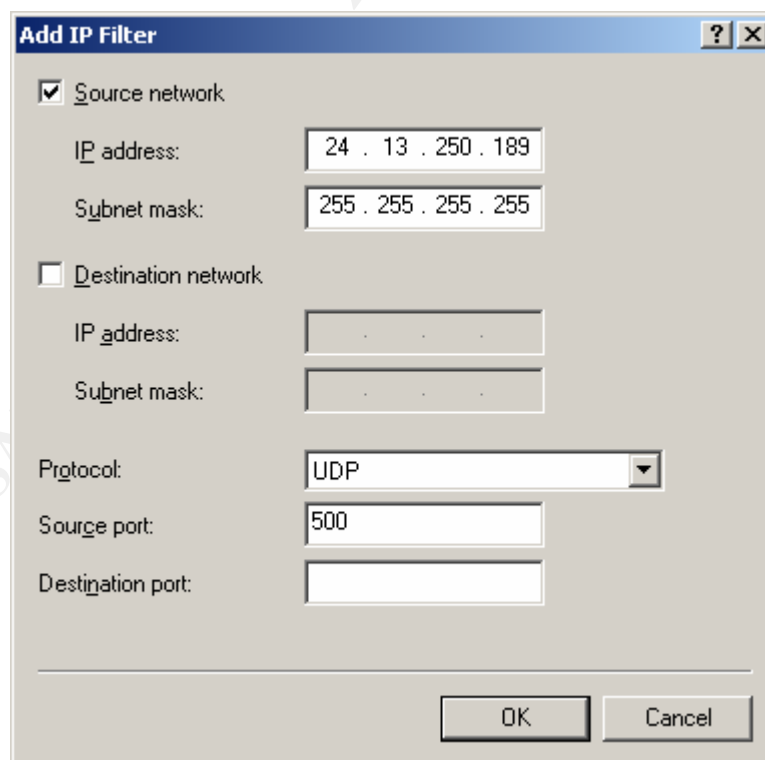 Add IP Filter
Source network
IP address: 24 . 13 . 250 . 189
Subnet mask: 255 . 255 . 255 . 255
Destination network
IP address: . . .
Subnet mask: . . .
Protocol: UDP
Source port: 500
Destination port:
OK Cancel